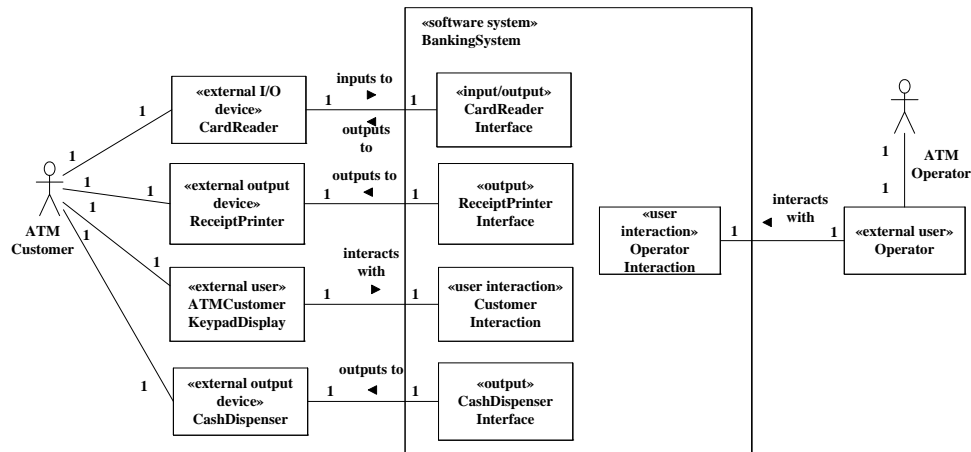 «software system»
BankingSystem
«external I/O
device»
CardReader
inputs to
outputs
to
1
1
«input/output»
CardReader
Interface
1
1
«external output
device»
ReceiptPrinter
outputs to
1
1
«output»
ReceiptPrinter
Interface
1
1
ATM
Customer
«external user»
ATMCustomer
KeypadDisplay
interacts
with
1
1
«user interaction»
Customer
Interaction
1
1
«external output
device»
CashDispenser
outputs to
1
1
«output»
CashDispenser
Interface
1
1
«user
interaction»
Operator
Interaction
1
interacts
with
1
«external user»
Operator
1
1
ATM
Operator